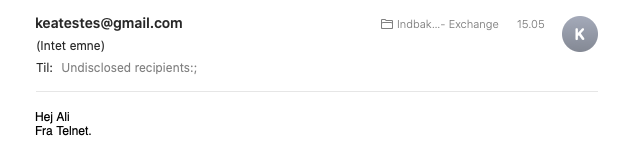 keatestes@gmail.com
Indbak...- Exchange 15.05
K
(Intet emne)
Til: Undisclosed recipients:;
Hej Ali
Fra Telnet.